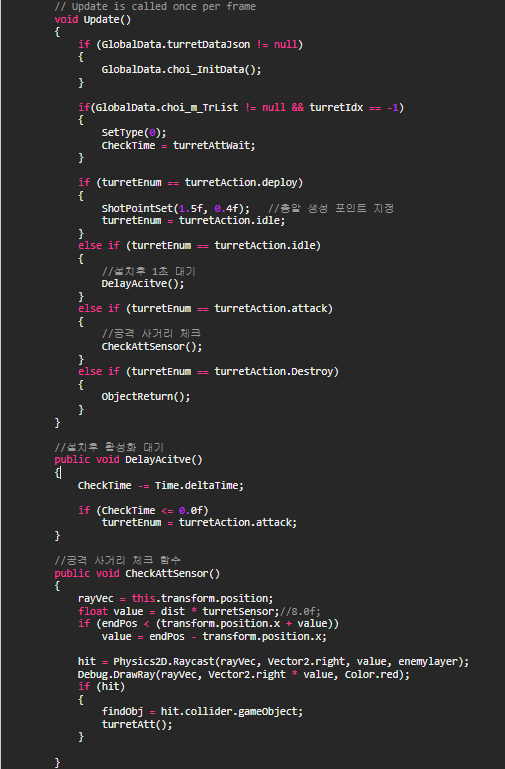 // Update is called once per frame
void Update()
{
if (GlobalData.turretDataJson != null)
{
GlobalData.choi_InitData();
}
if(GlobalData.choi_m_TrList != null && turretIdx == -1)
{
SetType(0);
CheckTime = turretAttWait;
}
if (turretEnum == turretAction.deploy)
{
ShotPointSet(1.5f, 0.4f);   //총알 생성 포인트 지정
turretEnum = turretAction.idle;
}
else if (turretEnum == turretAction.idle)
{
//설치후 1초 대기
DelayAcitve();
}
else if (turretEnum == turretAction.attack)
{
//공격 사거리 체크
CheckAttSensor();
}
else if (turretEnum == turretAction.Destroy)
{
ObjectReturn();
}
}
//설치후 활성화 대기
public void DelayAcitve()
{
CheckTime -= Time.deltaTime;
if (CheckTime <= 0.0f)
turretEnum = turretAction.attack;
}
//공격 사거리 체크 함수
public void CheckAttSensor()
{
rayVec = this.transform.position;
float value = dist * turretSensor;//8.0f;
if (endPos < (transform.position.x + value))
value = endPos - transform.position.x;
hit = Physics2D.Raycast(rayVec, Vector2.right, value, enemylayer);
Debug.DrawRay(rayVec, Vector2.right * value, Color.red);
if (hit)
{
findObj = hit.collider.gameObject;
turretAtt();
}
}